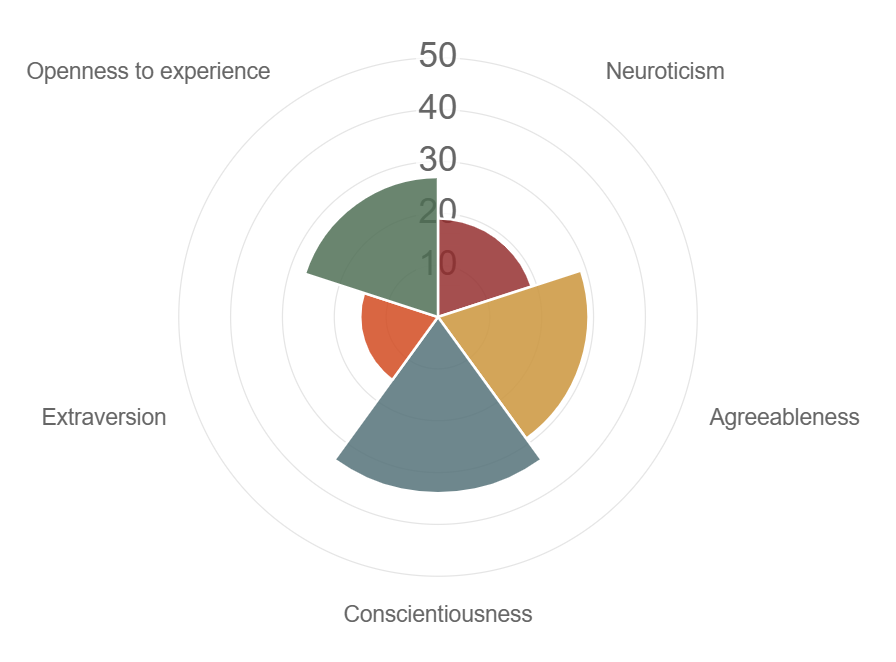 50
Openness to experience
Neuroticism
40
30
20
10
Extraversion
Agreeableness
Conscientiousness